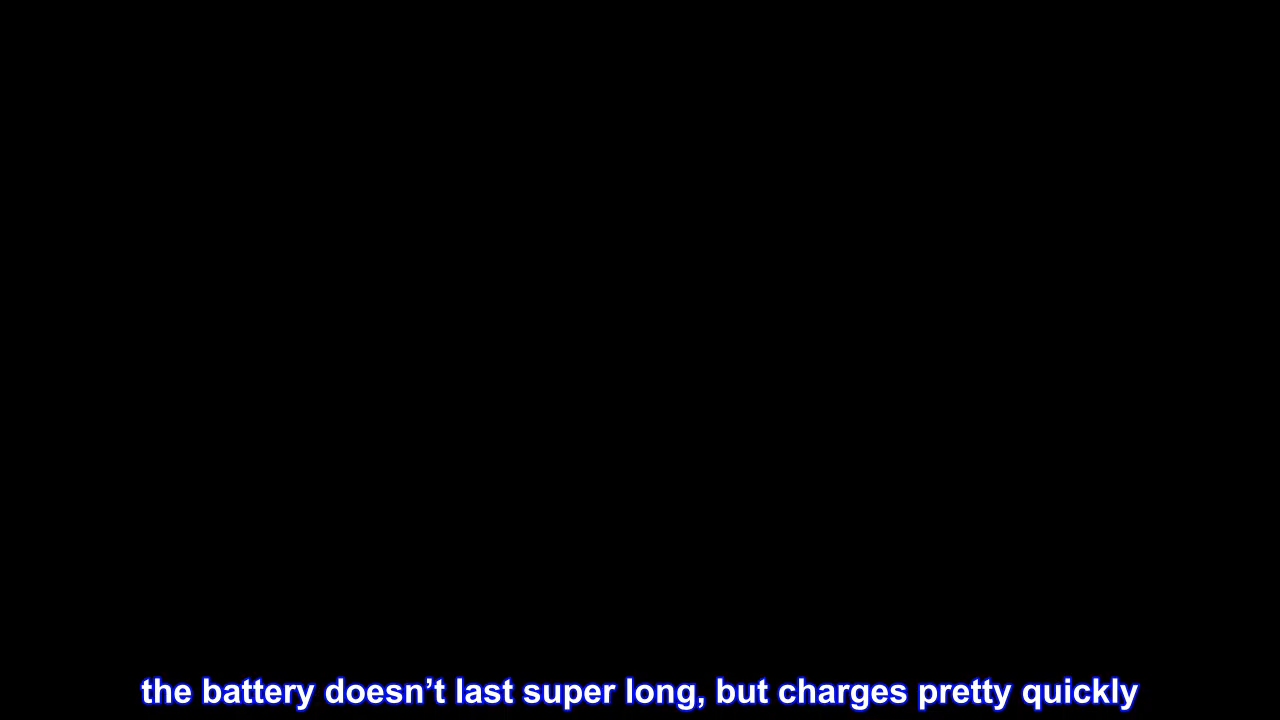 the battery doesn’t last super long, but charges pretty quickly